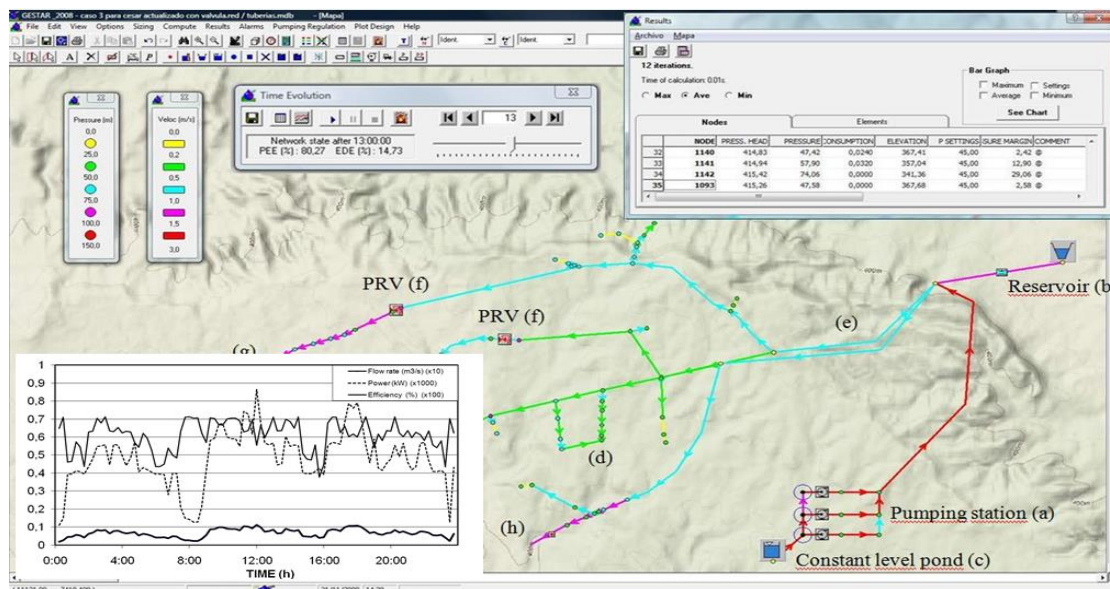 GESTAR _2008 - caso 3 para cesar actualizado con valvula.red / tuberias.mdb - [Mapa]
File Edit View Options Sizing Compute Results Alarms Pumping Regulation Plot Design Help
Ident.
Ident.
Results
Archivo Mapa
12 iterations.
Time of calculation: 0.01s.
Max Ave Min
Bar Graph
Maximum Settings
Average Minimum
See Chart
Nodes Elements
NODE PRESS. HEAD PRESSURE CONSUMPTION ELEVATION P SETTINGS SURE MARGIN COMMENT
32 1140 414,83 47,42 0,0240 367,41 45,00 2,42 @
33 1141 414,94 57,90 0,0320 357,04 45,00 12,90 @
34 1142 415,42 74,06 0,0000 341,36 45,00 29,06 @
35 1093 415,26 47,58 0,0000 367,68 45,00 2,58 @
Time Evolution
13
Network state after 13:00:00
PEE (%) : 80,27 EDE (%) : 14,73
Pressure (m)
0,0
25,0
50,0
75,0
100,0
150,0
Veloc (m/s)
0,0
0,2
0,5
1,0
1,5
3,0
PRV (f)
PRV (f)
Reservoir (b)
(e)
(g)
(d)
(h)
Pumping station (a)
Constant level pond (c)
Flow rate (m3/s) (x10)
Power(kW) (x1000)
Efficiency (%) (x100)
1
0,9
0,8
0,7
0,6
0,5
0,4
0,3
0,2
0,1
0
0:00 4:00 8:00 12:00 16:00 20:00
TIME (h)